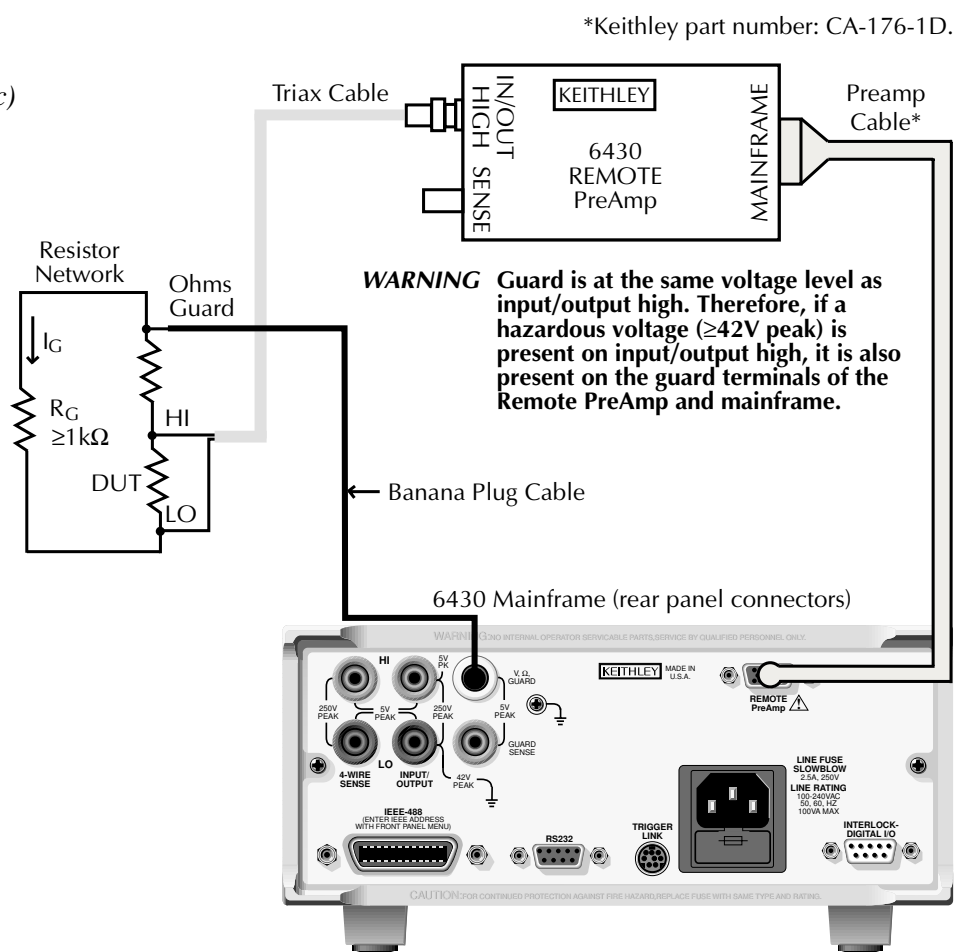 *Keithley part number: CA-176-1D.
c)
Triax Cable
IN/OUT
HIGH
SENSE
KEITHLEY
6430
REMOTE
PreAmp
MAINFRAME
Preamp
Cable*
Resistor
Network
Ohms
Guard
WARNING Guard is at the same voltage level as
input/output high. Therefore, if a
hazardous voltage (≥42V peak) is
present on input/output high, it is also
present on the guard terminals of the
Remote PreAmp and mainframe.
IG
RG
≥1kΩ
HI
DUT
LO
Banana Plug Cable
6430 Mainframe (rear panel connectors)
WARNING:NO INTERNAL OPERATOR SERVICABLE PARTS,SERVICE BY QUALIFIED PERSONNEL ONLY.
HI
5V
PK
V, Ω,
GUARD
KEITHLEY
MADE IN
U.S.A.
REMOTE
PreAmp
250V
PEAK
5V
PEAK
250V
PEAK
5V
PEAK
GUARD
SENSE
LO
4-WIRE
SENSE
INPUT/
OUTPUT
42V
PEAK
LINE FUSE
SLOWBLOW
2.5A, 250V
LINE RATING
100-240VAC
50, 60, HZ
100VA MAX
IEEE-488
(ENTER IEEE ADDRESS
WITH FRONT PANEL MENU)
RS232
TRIGGER
LINK
INTERLOCK-
DIGITAL I/O
CAUTION:FOR CONTINUED PROTECTION AGAINST FIRE HAZARD,REPLACE FUSE WITH SAME TYPE AND RATING.